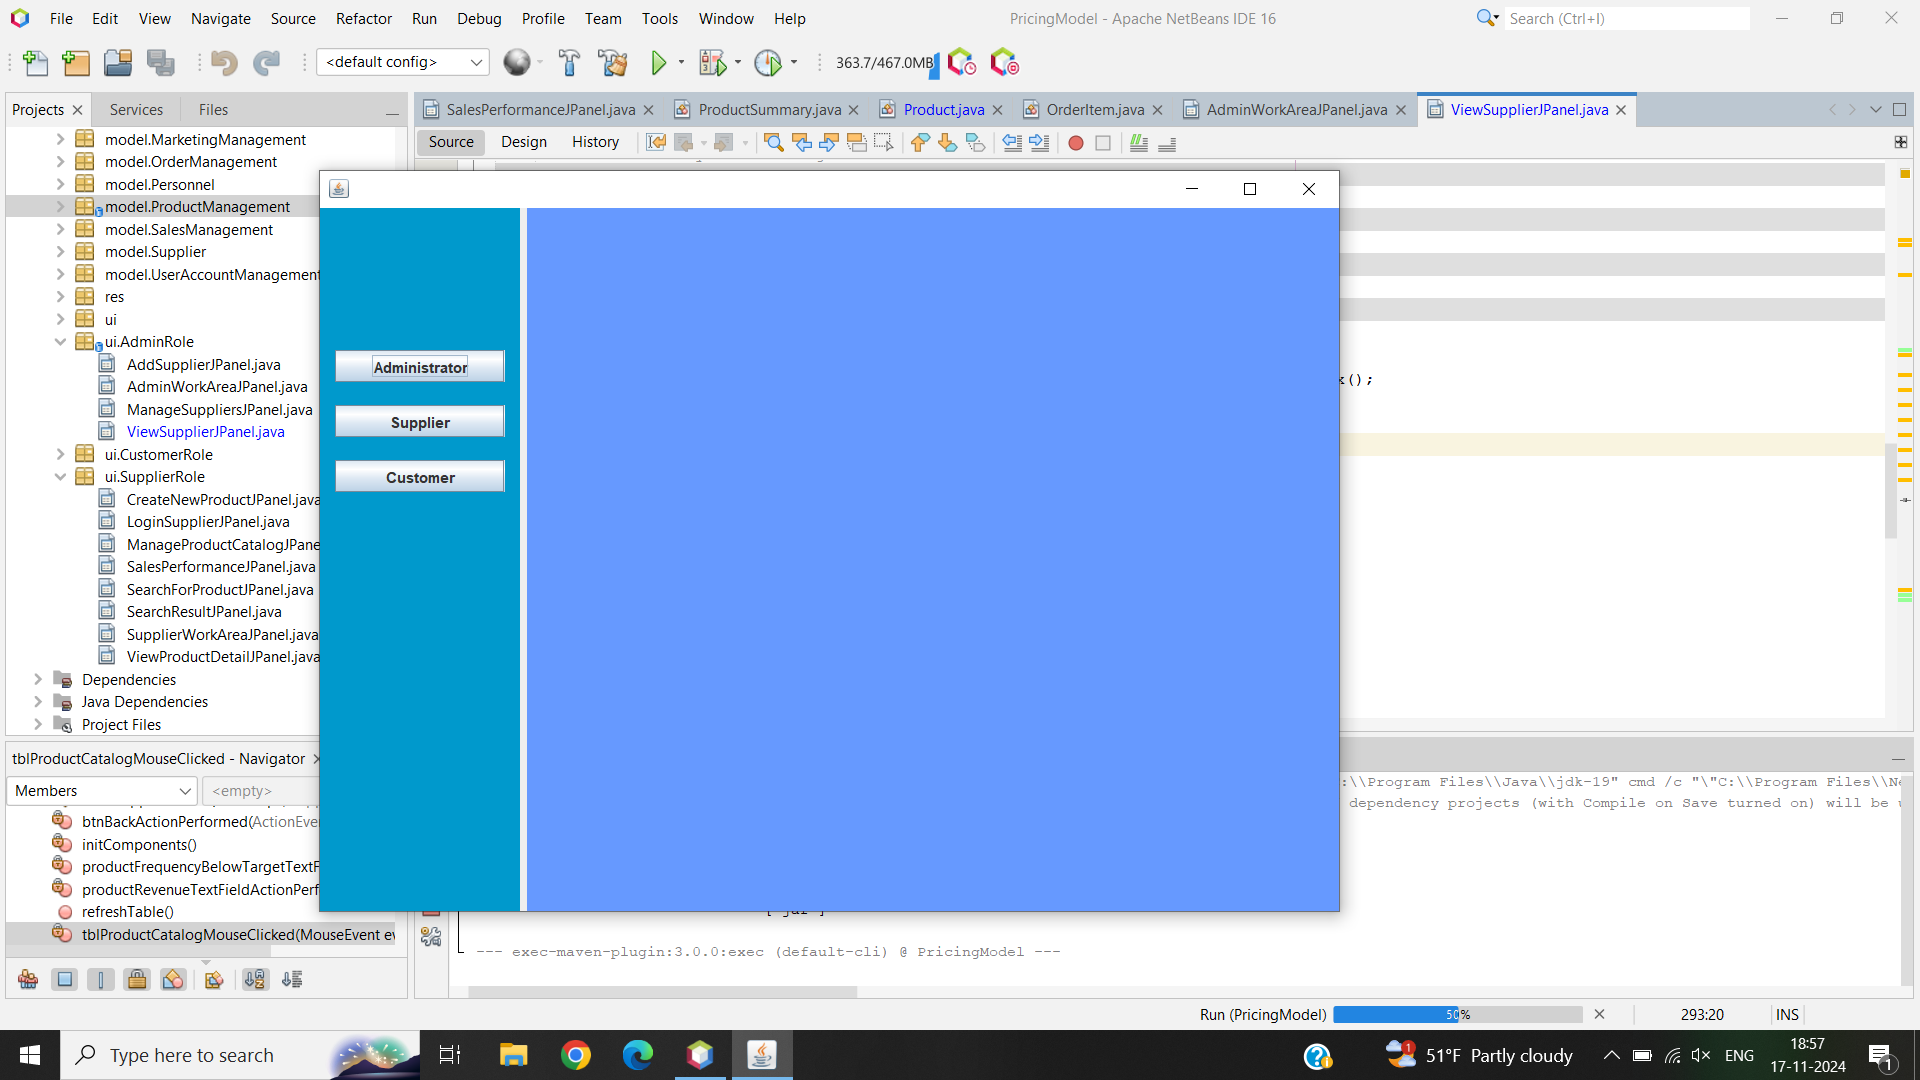 File Edit View Navigate Source Refactor Run Debug Profile Team Tools Window Help
PricingModel - Apache NetBeans IDE 16
Search (Ctrl+I)
<default config>
363.7/467.0MB
Projects Services Files
SalesPerformanceJPanel.java ProductSummary.java Product.java OrderItem.java AdminWorkAreaJPanel.java ViewSupplierJPanel.java
Source Design History
model.MarketingManagement
model.OrderManagement
model.Personnel
model.ProductManagement
model.SalesManagement
model.Supplier
model.UserAccountManagement
res
ui
ui.AdminRole
AddSupplierJPanel.java
AdminWorkAreaJPanel.java
ManageSuppliersJPanel.java
ViewSupplierJPanel.java
ui.CustomerRole
ui.SupplierRole
CreateNewProductJPanel.java
LoginSupplierJPanel.java
ManageProductCatalogJPane
SalesPerformanceJPanel.java
SearchForProductJPanel.java
SearchResultJPanel.java
SupplierWorkAreaJPanel.java
ViewProductDetailJPanel.java
Dependencies
Java Dependencies
Project Files
Administrator
Supplier
Customer
();
tblProductCatalogMouseClicked - Navigator
Members
<empty>
btnBackActionPerformed(ActionEve
initComponents()
productFrequencyBelowTargetTextF
productRevenueTextFieldActionPerf
refreshTable()
tblProductCatalogMouseClicked(MouseEvent ev
:\\Program Files\\Java\\jdk-19" cmd /c "\"C:\\Program Files\\Ne
dependency projects (with Compile on Save turned on) will be
--- exec-maven-plugin:3.0.0:exec (default-cli) @ PricingModel ---
Run (PricingModel) 50% 293:20 INS
Type here to search
1
51°F Partly cloudy
ENG
18:57
17-11-2024
1